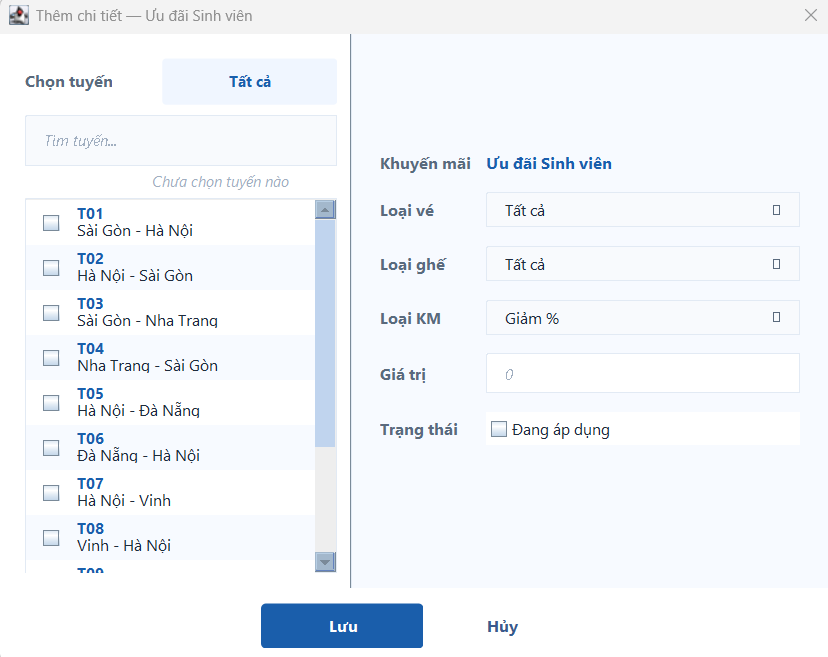 Thêm chi tiết — Ưu đãi Sinh viên
Chọn tuyến
Tất cả
Tìm tuyến...
Chưa chọn tuyến nào
T01
Sài Gòn - Hà Nội
T02
Hà Nội - Sài Gòn
T03
Sài Gòn - Nha Trang
T04
Nha Trang - Sài Gòn
T05
Hà Nội - Đà Nẵng
T06
Đà Nẵng - Hà Nội
T07
Hà Nội - Vinh
T08
Vinh - Hà Nội
T09
Khuyến mãi Ưu đãi Sinh viên
Loại vé Tất cả
Loại ghế Tất cả
Loại KM Giảm %
Giá trị 0
Trạng thái Đang áp dụng
Lưu
Hủy